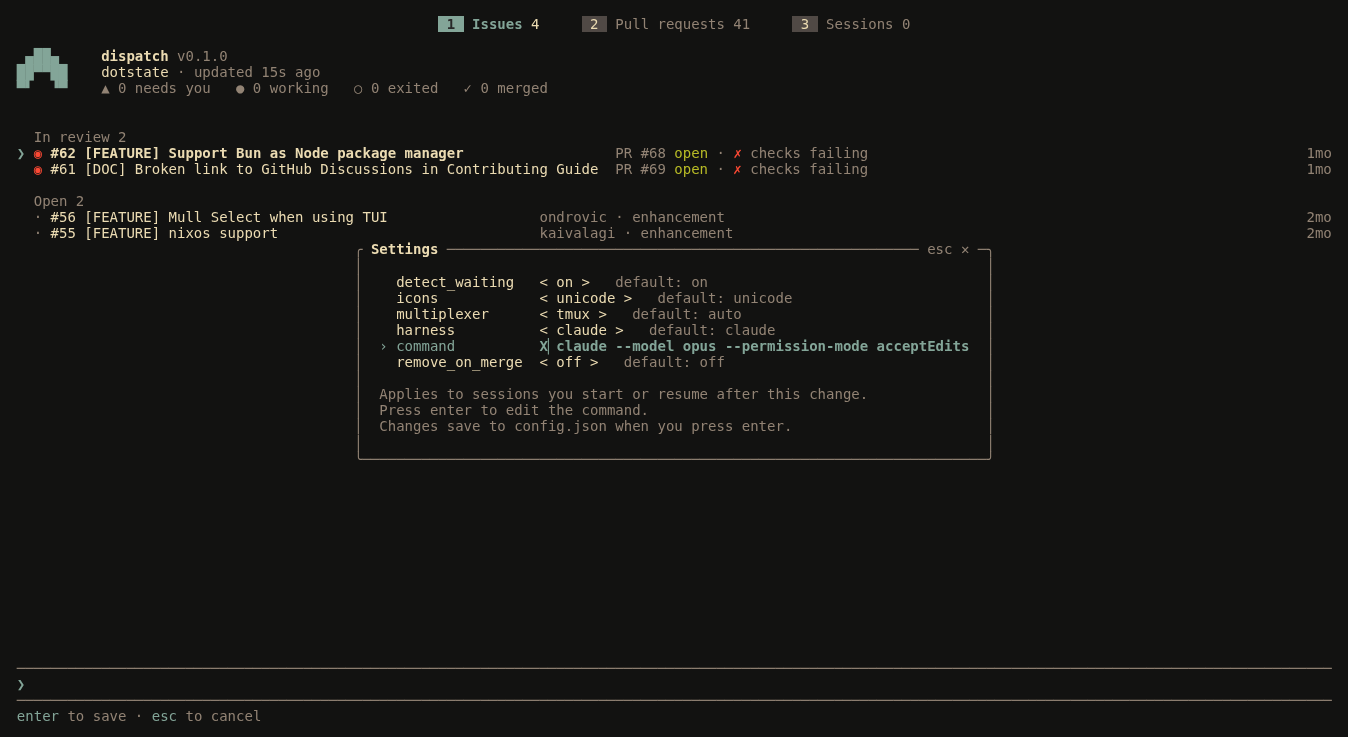 1 Issues 4 2 Pull requests 41 3 Sessions 0
dispatch v0.1.0
dotstate · updated 15s ago
▲ 0 needs you ● 0 working ○ 0 exited ✓ 0 merged
In review 2
❯ ◉ #62 [FEATURE] Support Bun as Node package manager PR #68 open · ✗ checks failing 1mo
◉ #61 [DOC] Broken link to GitHub Discussions in Contributing Guide PR #69 open · ✗ checks failing 1mo
Open 2
· #56 [FEATURE] Mull Select when using TUI ondrovic · enhancement 2mo
· #55 [FEATURE] nixos support kaivalagi · enhancement 2mo
Settings esc ×
detect_waiting < on > default: on
icons < unicode > default: unicode
multiplexer < tmux > default: auto
harness < claude > default: claude
› command X claude --model opus --permission-mode acceptEdits
remove_on_merge < off > default: off
Applies to sessions you start or resume after this change.
Press enter to edit the command.
Changes save to config.json when you press enter.
❯
enter to save · esc to cancel